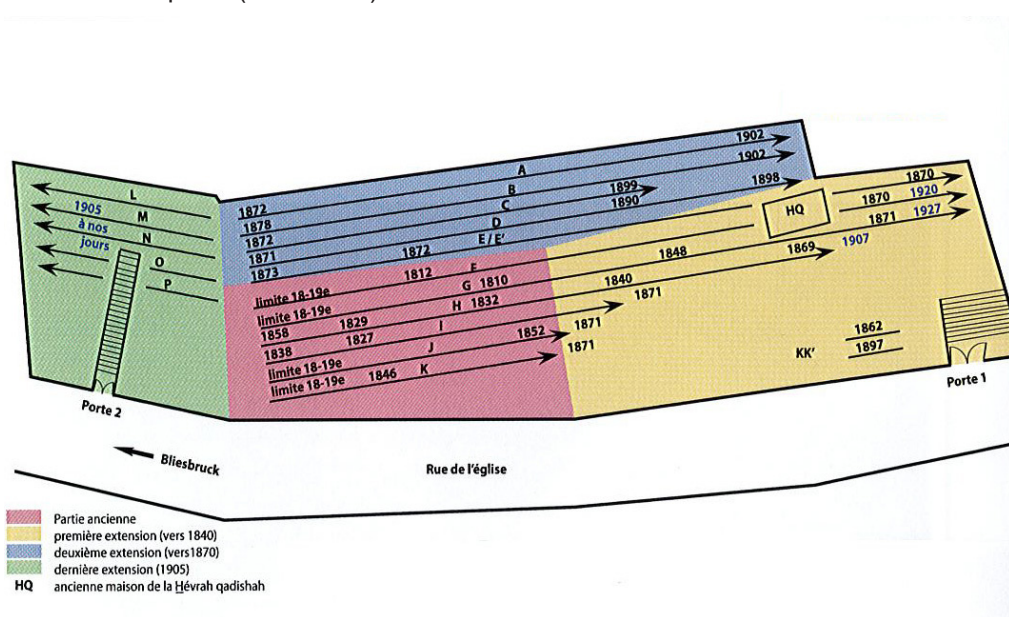 A 1902
B 1902
L
1872
C 1899
1898
1870
M
1905
1878
D 1890
HQ
1870 1920
à nos
N
1872
E / E' 
1871 1927
jours
1871
1872
1869 1907
O
1873
1812 F
1848
P
limite 18-19e
G 1810
1840
limite 18-19e
H 1832
1871
1858 1829
I
1871
1838 1827
J 1852
1871
limite 18-19e
K
limite 18-19e 1846
1862
KK' 1897
Porte 2
Porte 1
Bliesbruck
Rue de l'église
Partie ancienne
première extension (vers 1840)
deuxième extension (vers1870)
dernière extension (1905)
HQ ancienne maison de la Hévrah qadishah